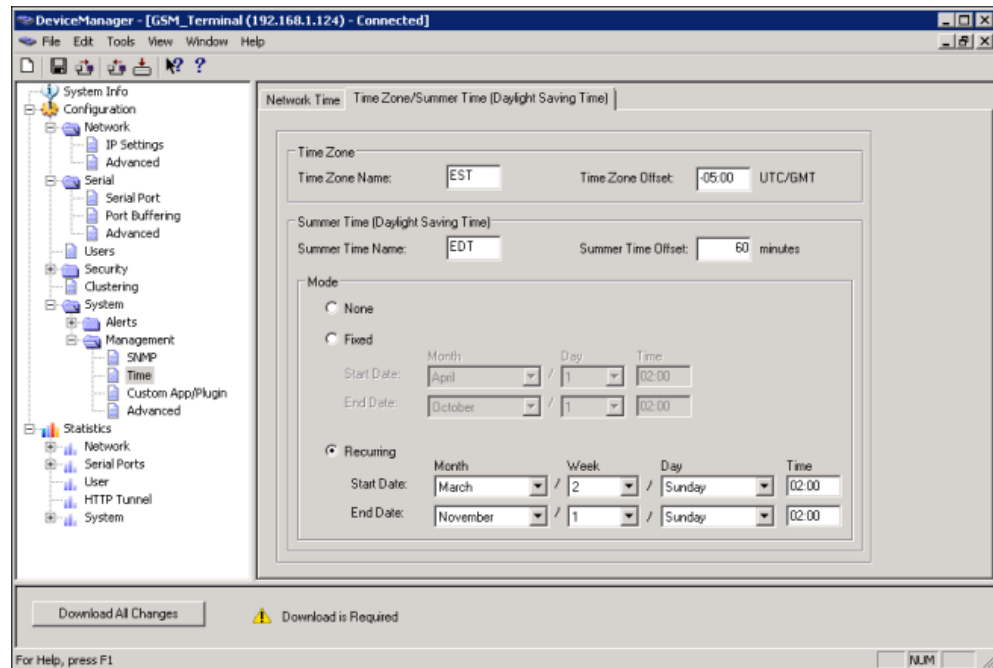 DeviceManager - [GSM_Terminal (192.168.1.124) - Connected]
File Edit Tools View Window Help
System Info
Configuration
Network
IP Settings
Advanced
Serial
Serial Port
Port Buffering
Advanced
Users
Security
Clustering
System
Alerts
Management
SNMP
Time
Custom App/Plugin
Advanced
Statistics
Network
Serial Ports
User
HTTP Tunnel
System
Network Time Time Zone/Summer Time (Daylight Saving Time)
Time Zone
Time Zone Name: EST Time Zone Offset: -05:00 UTC/GMT
Summer Time (Daylight Saving Time)
Summer Time Name: EDT Summer Time Offset: 60 minutes
Mode
None
Fixed
Month Day Time
Start Date: April / 1 02:00
End Date: October / 1 02:00
Recurring
Month Week Day Time
Start Date: March / 2 / Sunday 02:00
End Date: November / 1 / Sunday 02:00
Download All Changes Download is Required
For Help, press F1 NUM